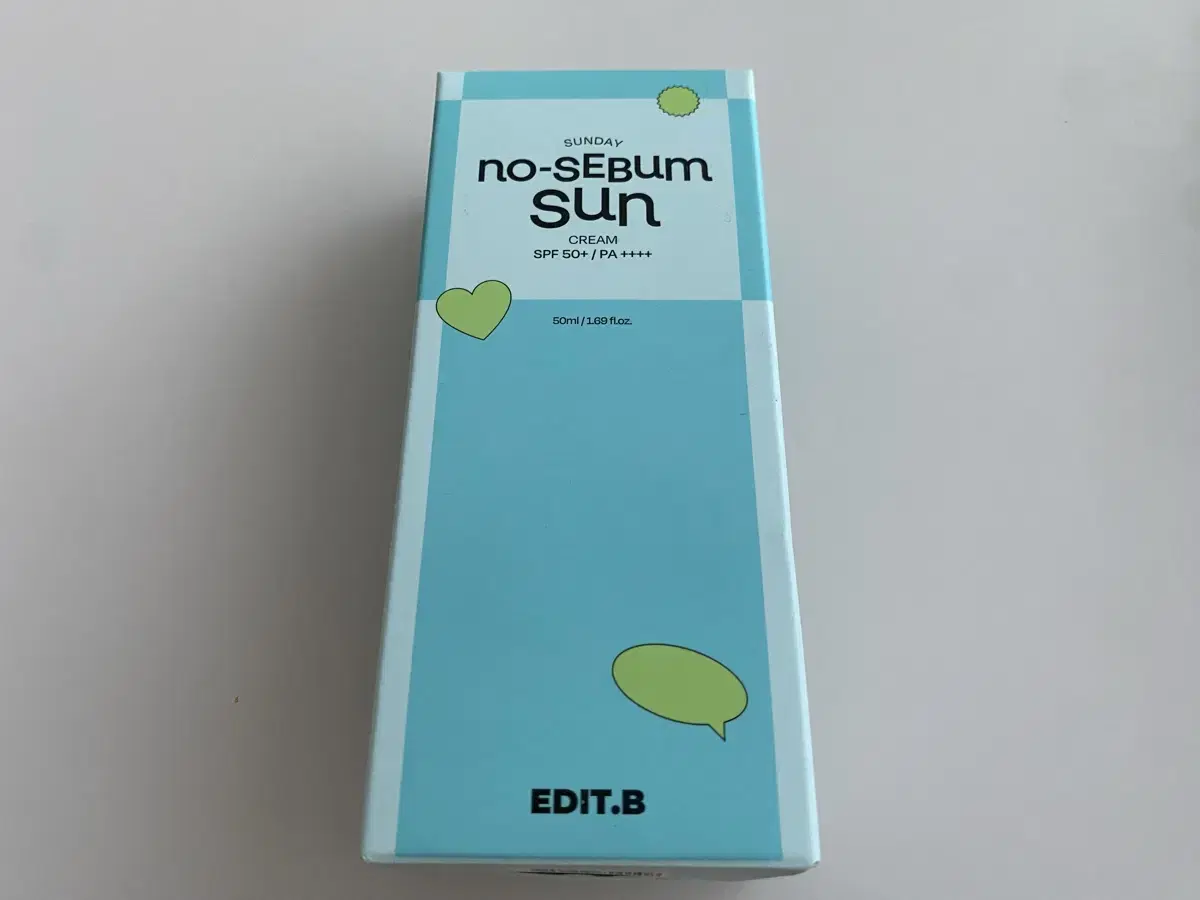 SUNDAY
no-SEBum
sun
CREAM
SPF 50+ / PA ++++
50ml / 1.69 fl.oz.
EDIT.B